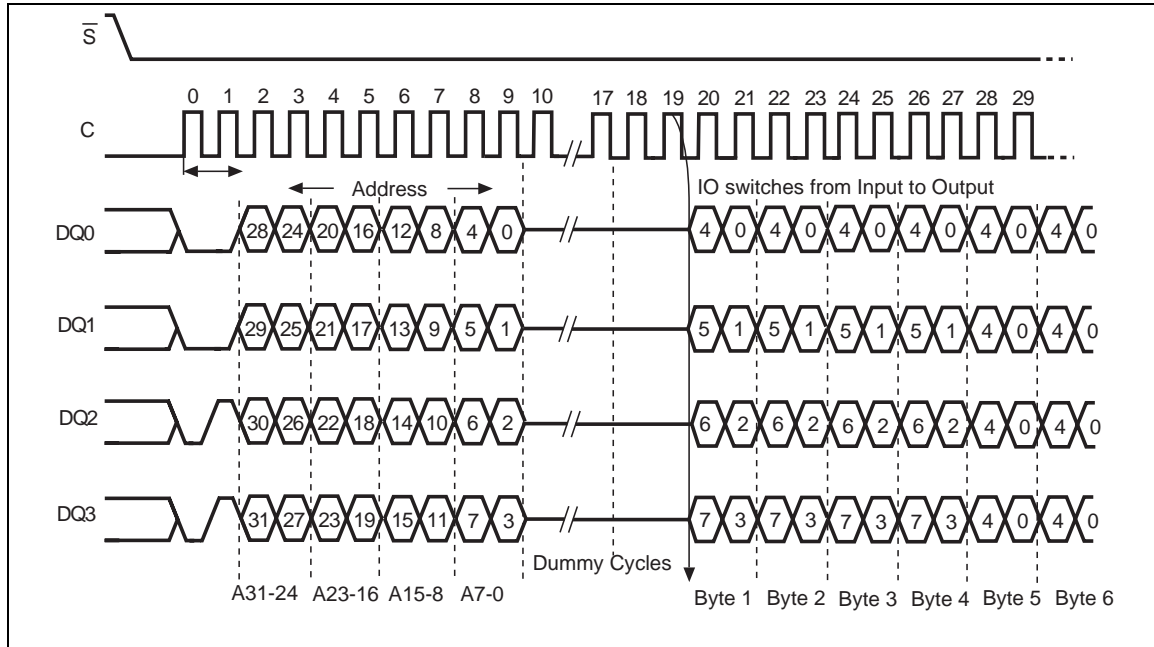 S
0 1 2 3 4 5 6 7 8 9 10 17 18 19 20 21 22 23 24 25 26 27 28 29
C
Address
IO switches from Input to Output
DQ0 28 24 20 16 12 8 4 0 4 0 4 0 4 0 4 0 4 0 4 0
DQ1 29 25 21 17 13 9 5 1 5 1 5 1 5 1 5 1 4 0 4 0
DQ2 30 26 22 18 14 10 6 2 6 2 6 2 6 2 6 2 4 0 4 0
DQ3 31 27 23 19 15 11 7 3 7 3 7 3 7 3 7 3 4 0 4 0
Dummy Cycles
A31-24 A23-16 A15-8 A7-0 Byte 1 Byte 2 Byte 3 Byte 4 Byte 5 Byte 6